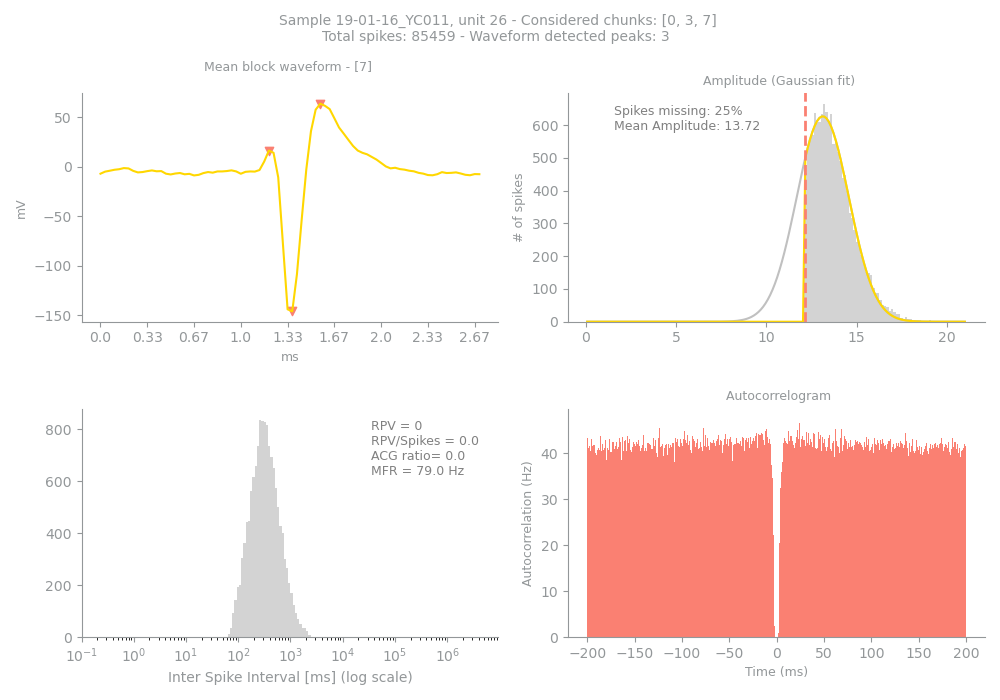 Sample 19-01-16_YC011, unit 26 - Considered chunks: [0, 3, 7]
Total spikes: 85459 - Waveform detected peaks: 3
Mean block waveform - [7]
50
0
−50
−100
−150
mV
0.0 0.33 0.67 1.0 1.33 1.67 2.0 2.33 2.67
ms
Amplitude (Gaussian fit)
Spikes missing: 25%
Mean Amplitude: 13.72
600
500
400
300
200
100
0
# of spikes
0 5 10 15 20
RPV = 0
RPV/Spikes = 0.0
ACG ratio= 0.0
MFR = 79.0 Hz
800
600
400
200
0
10⁻¹ 10⁰ 10¹ 10² 10³ 10⁴ 10⁵ 10⁶
Inter Spike Interval [ms] (log scale)
Autocorrelogram
40
30
20
10
0
Autocorrelation (Hz)
−200 −150 −100 −50 0 50 100 150 200
Time (ms)